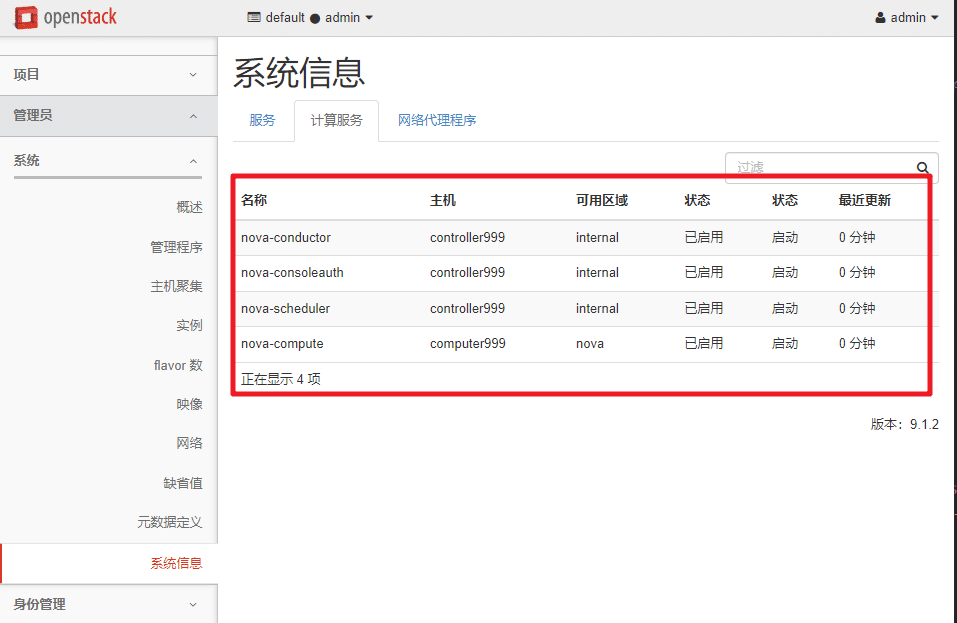 openstack default ● admin admin
项目
管理员
系统
概述
管理程序
主机聚集
实例
flavor 数
映像
网络
缺省值
元数据定义
系统信息
身份管理
系统信息
服务 计算服务 网络代理程序
过滤
名称 主机 可用区域 状态 状态 最近更新
nova-conductor controller999 internal 已启用 启动 0 分钟
nova-consoleauth controller999 internal 已启用 启动 0 分钟
nova-scheduler controller999 internal 已启用 启动 0 分钟
nova-compute computer999 nova 已启用 启动 0 分钟
正在显示 4 项
版本：9.1.2